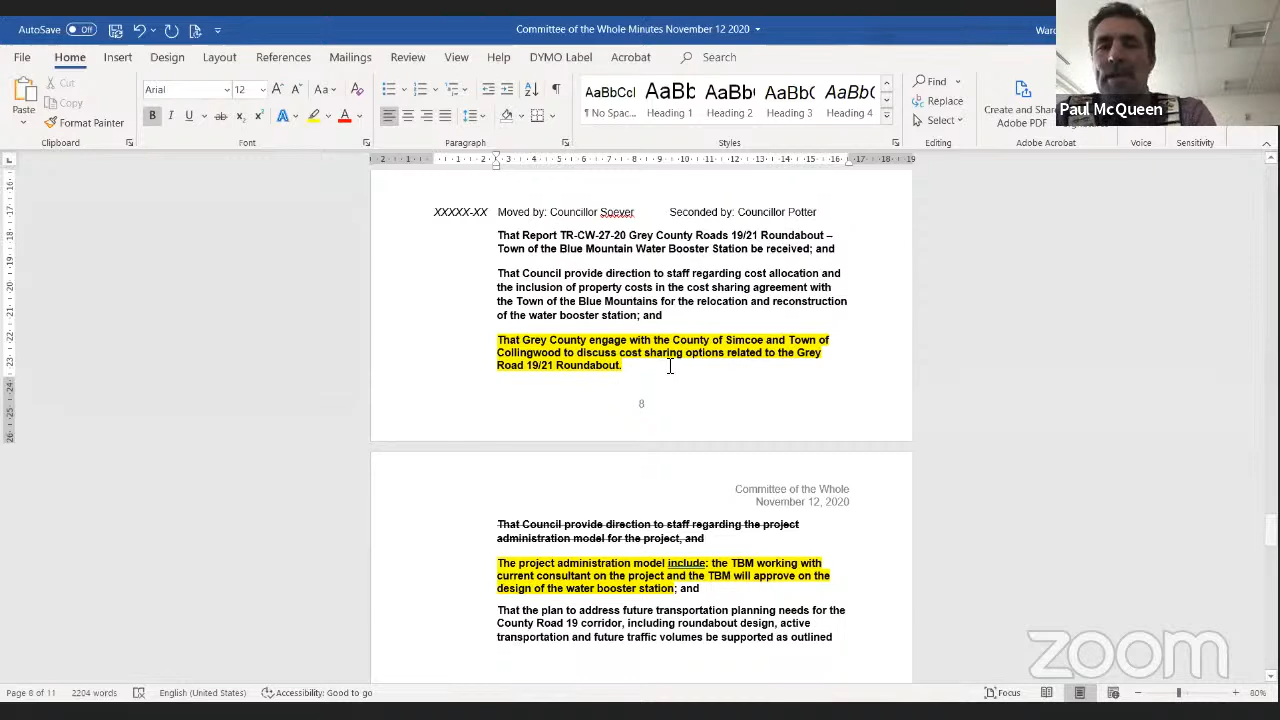 AutoSave Off Committee of the Whole Minutes November 12 2020
File Home Insert Design Layout References Mailings Review View Help DYMO Label Acrobat Search
Paul McQueen
Paste
Cut
Copy
Format Painter
Arial 12
AaBbCcI AaBb AaBb AaBbC AaBbCc
¶ No Spac... Heading 1 Heading 2 Heading 3 Heading 4
Find
Replace
Select
Create and Share
Adobe PDF
Clipboard Font Paragraph Styles Editing Adobe Acrobat Voice Sensitivity
XXXXX-XX Moved by: Councillor Soever Seconded by: Councillor Potter
That Report TR-CW-27-20 Grey County Roads 19/21 Roundabout –
Town of the Blue Mountain Water Booster Station be received; and
That Council provide direction to staff regarding cost allocation and
the inclusion of property costs in the cost sharing agreement with
the Town of the Blue Mountains for the relocation and reconstruction
of the water booster station; and
That Grey County engage with the County of Simcoe and Town of
Collingwood to discuss cost sharing options related to the Grey
Road 19/21 Roundabout.
8
Committee of the Whole
November 12, 2020
That Council provide direction to staff regarding the project
administration model for the project, and
The project administration model include: the TBM working with
current consultant on the project and the TBM will approve on the
design of the water booster station; and
That the plan to address future transportation planning needs for the
County Road 19 corridor, including roundabout design, active
transportation and future traffic volumes be supported as outlined
zoom
Page 8 of 11 2204 words English (United States) Accessibility: Good to go Focus 80%